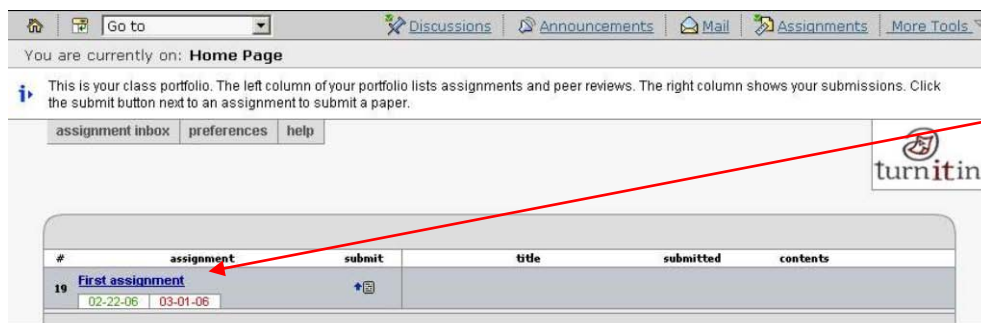 Go to Discussions Announcements Mail Assignments More Tools
You are currently on: Home Page
This is your class portfolio. The left column of your portfolio lists assignments and peer reviews. The right column shows your submissions. Click
the submit button next to an assignment to submit a paper.
assignment inbox preferences help
turnitin
# assignment submit title submitted contents
19 First assignment
02-22-06 03-01-06